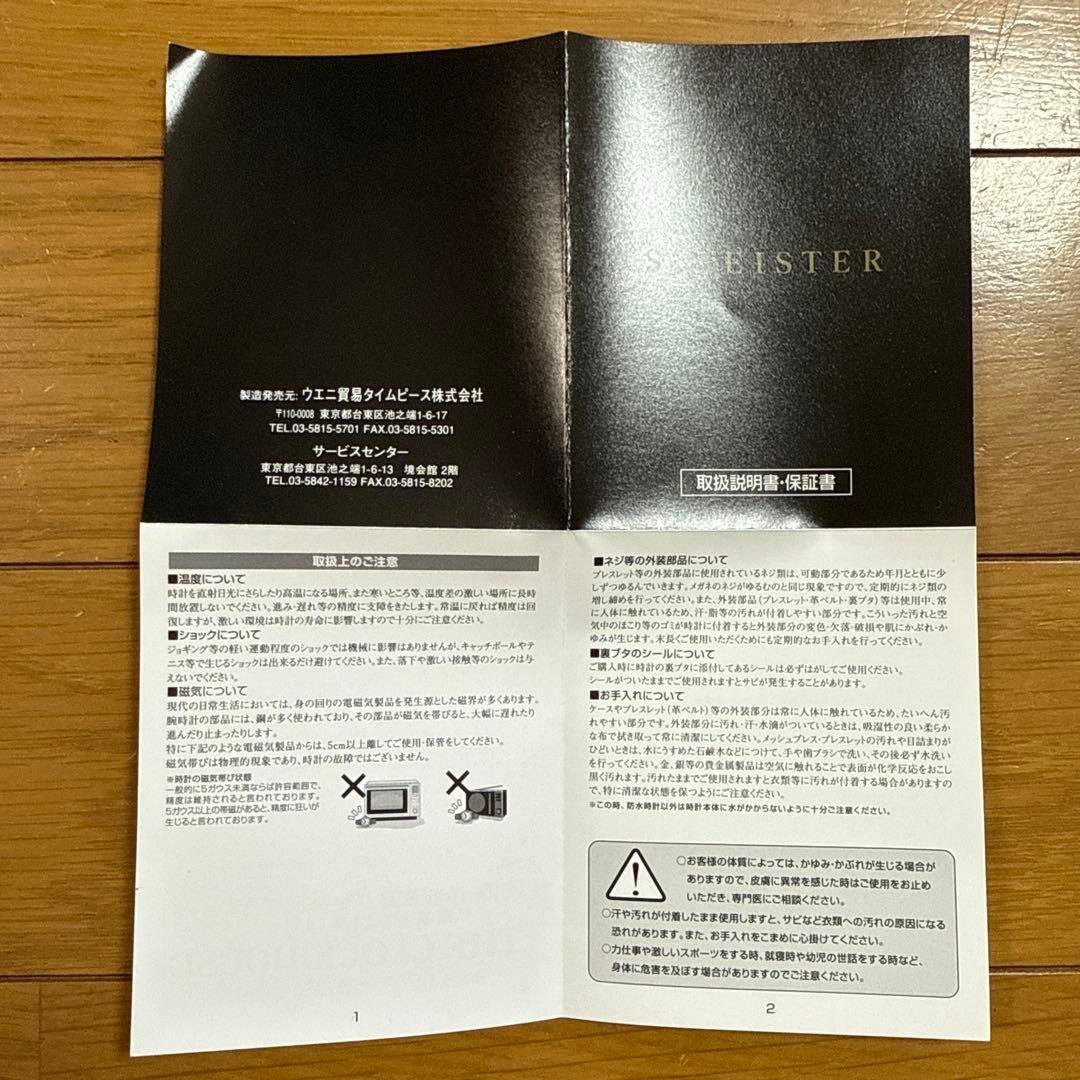 製造発売元: ウエニ貿易タイムピース株式会社
〒110-0008 東京都台東区池之端1-6-17
TEL.03-5815-5701 FAX.03-5815-5301
サービスセンター
東京都台東区池之端1-6-13 境会館 2階
TEL.03-5842-1159 FAX.03-5815-8202
EISTER
取扱説明書・保証書
取扱上のご注意
■温度について
時計を直射日光にさらしたり高温になる場所、また寒いところ等、温度差の激しい場所に長時
間放置しないでください。進み・遅れ等の精度に支障をきたします。常温に戻れば精度は回
復しますが、激しい環境は時計の寿命に影響しますので十分にご注意ください。
■ショックについて
ジョギング等の軽い運動程度のショックでは機械に影響はありませんが、キャッチボールやテ
ニス等で生じるショックは出来るだけ避けてください。また、落下や激しい接触等のショックは与
えないでください。
■磁気について
現代の日常生活においては、身の回りの電磁気製品を発生源とした磁界が多くあります。
腕時計の部品には、鋼が多く使われており、その部品が磁気を帯びると、大幅に遅れたり
進んだり止まったりします。
特に下記のような電磁気製品からは、5cm以上離してご使用・保管をしてください。
磁気帯びは物理的現象であり、時計の故障ではございません。
※時計の磁気帯び状態
一般的に5ガウス未満ならば許容範囲で、
精度は維持されると言われております。
5ガウス以上の帯磁があると、精度に狂いが
生じると言われております。
1
■ネジ等の外装部品について
ブレスレット等の外装部品に使用されているネジ類は、可動部分であるため年月とともに少
しずつゆるんでいきます。メガネのネジがゆるむのと同じ現象ですので、定期的にネジ類の
増し締めを行ってください。また、外装部品(ブレスレット・革ベルト・裏ブタ)等は使用中、常
に人体に触れているため、汗・脂等の汚れが付着しやすい部分です。こういった汚れと空
気中のほこり等のゴミが時計に付着すると外装部分の変色・欠落・破損や肌にかぶれ・か
ゆみが生じます。末長くご使用いただくためにも定期的なお手入れを行ってください。
■裏ブタのシールについて
ご購入時に時計の裏ブタに添付してあるシールは必ずはがしてご使用ください。
シールがついたままでご使用されますとサビが発生することがあります。
■お手入れについて
ケースやブレスレット(革ベルト)等の外装部分は常に人体に触れているため、たいへん汚
れやすい部分です。外装部分に汚れ・汗・水滴がついているときは、吸湿性の良い柔らか
な布で拭き取って常に清潔にしてください。メッシュブレス・ブレスレットの汚れや目詰まりが
ひどいときは、水にうすめた石鹸水などにつけて、手や歯ブラシで洗い、その後必ず水洗い
を行ってください。金、銀等の貴金属製品は空気に触れることで表面が化学反応をおこし
黒く汚れます。汚れたままでご使用されますと衣類等に汚れが付着する場合がありますの
で、特に清潔な状態を保つようにご注意ください。
※この時、防水時計以外は時計本体に水がかからないように十分ご注意ください。
○お客様の体質によっては、かゆみ・かぶれが生じる場合が
ありますので、皮膚に異常を感じた時はご使用をお止め
いただき、専門医にご相談ください。
○汗や汚れが付着したまま使用しますと、サビなど衣類への汚れの原因になる
恐れがあります。また、お手入れをこまめに心掛けてください。
○力仕事や激しいスポーツをする時、就寝時や幼児の世話をする時など、
身体に危害を及ぼす場合がありますのでご注意ください。
2